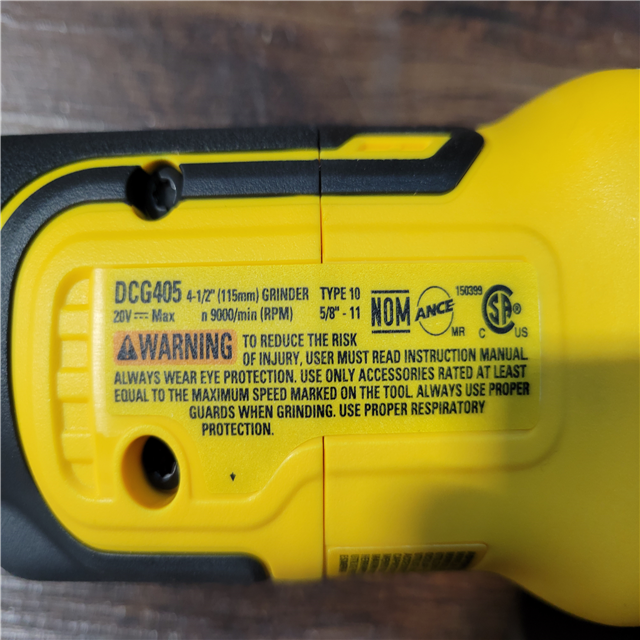 DCG405 4-1/2" (115mm) GRINDER TYPE 10
20V⎓Max n 9000/min (RPM) 5/8" - 11
NOM
ANCE
MR
150399
SA®
C US
WARNING TO REDUCE THE RISK
OF INJURY, USER MUST READ INSTRUCTION MANUAL.
ALWAYS WEAR EYE PROTECTION. USE ONLY ACCESSORIES RATED AT LEAST
EQUAL TO THE MAXIMUM SPEED MARKED ON THE TOOL. ALWAYS USE PROPER
GUARDS WHEN GRINDING. USE PROPER RESPIRATORY
PROTECTION.